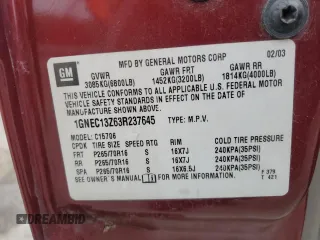 GM
MFD BY GENERAL MOTORS CORP 02/03
GVWR GAWR FRT GAWR RR
3085KG(6800LB) 1452KG(3200LB) 1814KG(4000LB)
THIS VEHICLE CONFORMS TO ALL APPLICABLE U.S. FEDERAL MOTOR
VEHICLE SAFETY STANDARDS IN EFFECT ON THE DATE OF
MANUFACTURE SHOWN ABOVE.
1GNEC13Z63R237645 TYPE: M.P.V.
MODEL: C15706
TIRE SIZE SPEED RTG RIM COLD TIRE PRESSURE
FRT P265/70R16 S 16X7J 240KPA(35PSI)
RR P265/70R16 S 16X7J 240KPA(35PSI)
SPA P265/70R16 S 16X6.5J 240KPA(35PSI)
SEE OWNER'S MANUAL FOR ADDITIONAL INFORMATION
F 379
T 421
DREAMBID